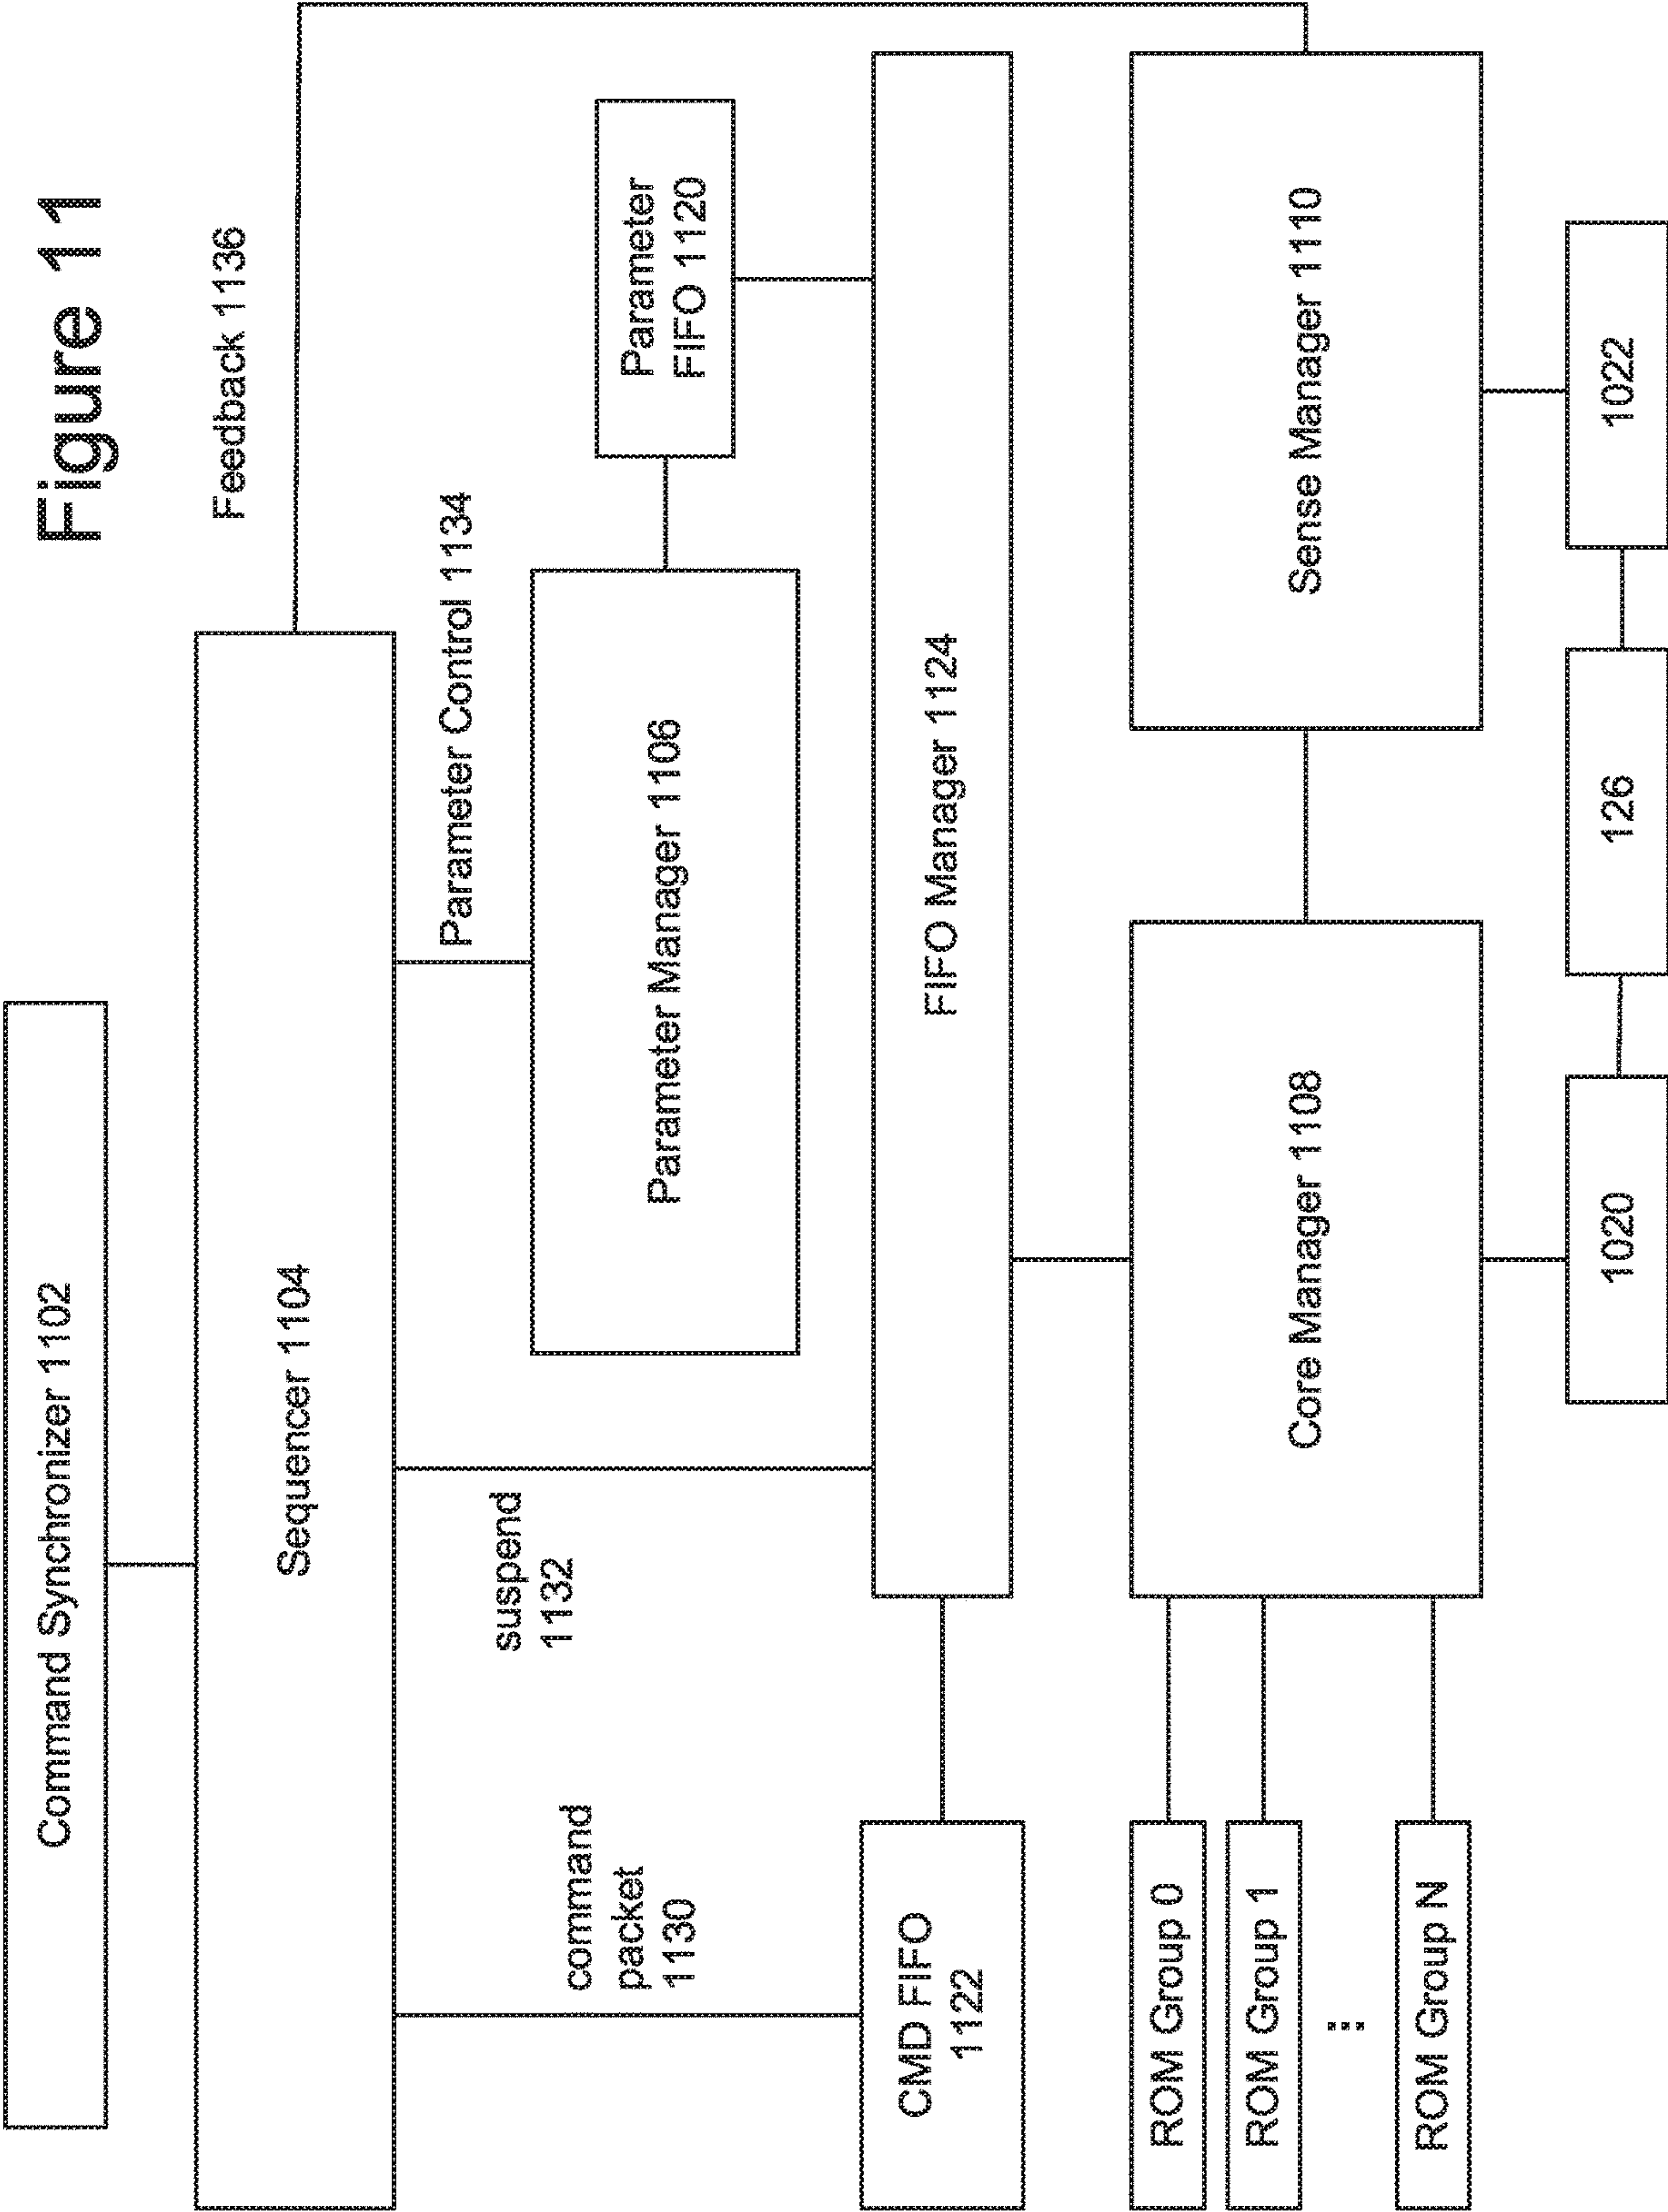 Figure 11
Command Synchronizer 1102
Feedback 1136
Sequencer 1104
Parameter Control 1134
suspend
1132
command
packet
1130
Parameter Manager 1106
Parameter
FIFO 1120
CMD FIFO
1122
FIFO Manager 1124
ROM Group 0
ROM Group 1
...
ROM Group N
Core Manager 1108
Sense Manager 1110
1020
126
1022